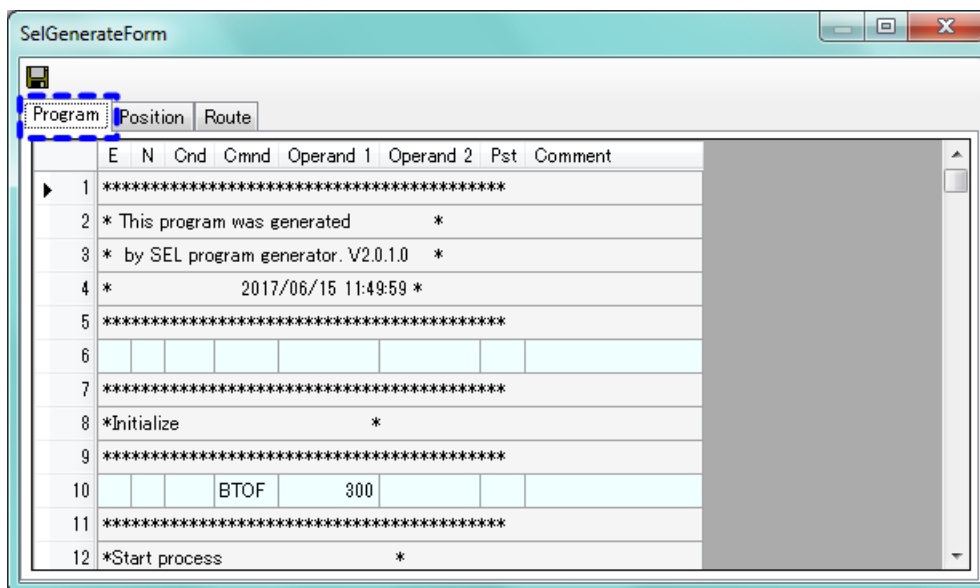 SelGenerateForm
Program Position Route
E N Cnd Cmnd Operand 1 Operand 2 Pst Comment
1 ******************************************
2 * This program was generated *
3 * by SEL program generator. V2.0.1.0 *
4 * 2017/06/15 11:49:59 *
5 ******************************************
6
7 ******************************************
8 *Initialize *
9 ******************************************
10 BTOF 300
11 ******************************************
12 *Start process *